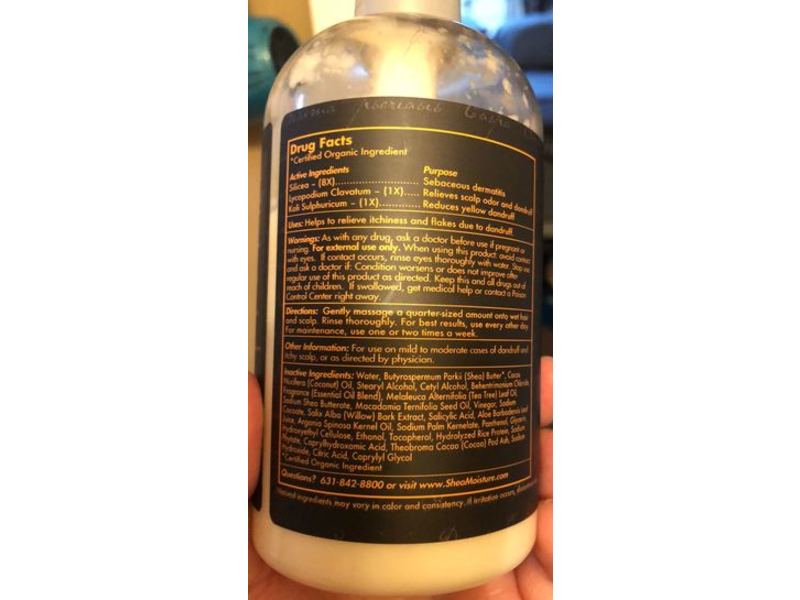 Psoriasis
Drug Facts
*Certified Organic Ingredient
Active Ingredients Purpose
Silicea – (8X)........................ Sebaceous dermatitis
Lycopodium Clavatum – (1X)..... Relieves scalp odor and dandruff
Kali Sulphuricum – (1X)............ Reduces yellow dandruff
Uses: Helps to relieve itchiness and flakes due to dandruff.
Warnings: As with any drug, ask a doctor before use if pregnant or
nursing. For external use only. When using this product: avoid contact
with eyes. If contact occurs, rinse eyes thoroughly with water. Stop use
and ask a doctor if: Condition worsens or does not improve after
regular use of this product as directed. Keep this and all drugs out of
reach of children. If swallowed, get medical help or contact a Poison
Control Center right away.
Directions: Gently massage a quarter-sized amount onto wet hair
and scalp. Rinse thoroughly. For best results, use every other day.
For maintenance, use one or two times a week.
Other Information: For use on mild to moderate cases of dandruff and
itchy scalp, or as directed by physician.
Inactive Ingredients: Water, Butyrospermum Parkii (Shea) Butter*, Cocos
Nucifera (Coconut) Oil, Stearyl Alcohol, Cetyl Alcohol, Behentrimonium Chloride,
Fragrance (Essential Oil Blend), Melaleuca Alternifolia (Tea Tree) Leaf Oil,
Sodium Shea Butterate, Macadamia Ternifolia Seed Oil, Vinegar, Sodium
Cocoate, Salix Alba (Willow) Bark Extract, Salicylic Acid, Aloe Barbadensis Leaf
Juice, Argania Spinosa Kernel Oil, Sodium Palm Kernelate, Panthenol, Glycerin,
Hydroxyethyl Cellulose, Ethanol, Tocopherol, Hydrolyzed Rice Protein, Sodium
Phytate, Caprylhydroxamic Acid, Theobroma Cacao (Cocoa) Pod Ash, Sodium
Hydroxide, Citric Acid, Caprylyl Glycol
*Certified Organic Ingredient
Questions? 631-842-8800 or visit www.SheaMoisture.com
Natural ingredients may vary in color and consistency. If irritation occurs,